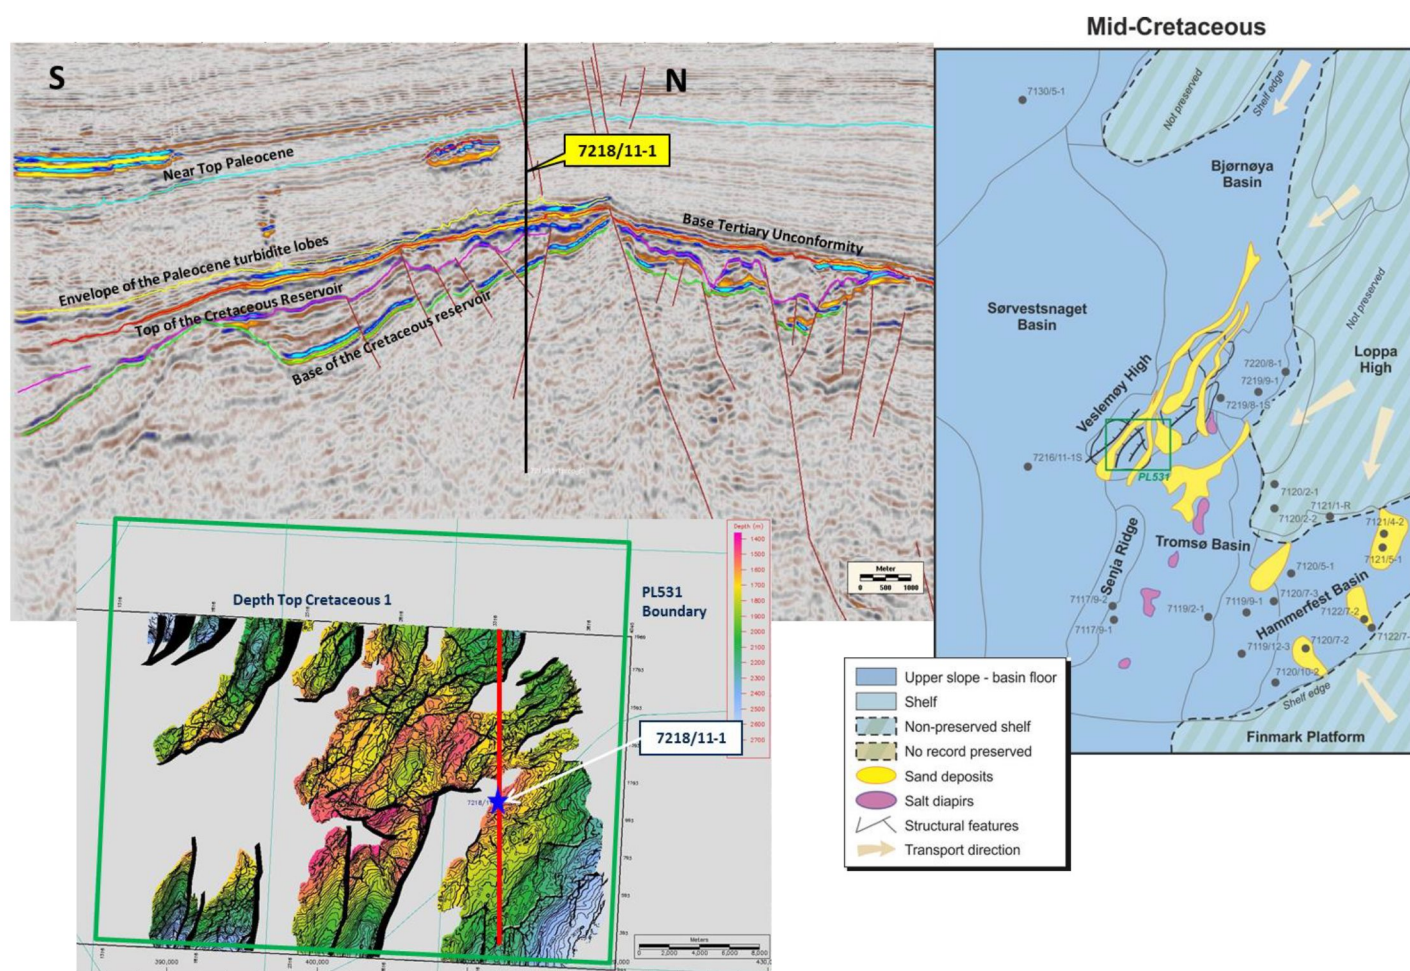 Mid-Cretaceous
S
N
7218/11-1
Near Top Paleocene
Base Tertiary Unconformity
Envelope of the Paleocene turbidite lobes
Top of the Cretaceous Reservoir
Base of the Cretaceous reservoir
Meter
0 500 1000
7130/5-1
Not preserved
Shelf edge
Bjørnøya
Basin
Sørvestsnaget
Basin
Not preserved
Loppa
High
Veslemøy High
7220/8-1
7219/9-1
7219/8-1S
7216/11-1S
PL531
7120/2-1
7121/1-R
7120/2-2
7121/4-2
7121/5-1
Senja Ridge
Tromsø Basin
7120/5-1
Hammerfest Basin
7117/9-2
7119/2-1
7119/9-1
7120/7-3
7122/7-2
7117/9-1
7120/7-2
7122/7-
7119/12-3
7120/10-2
Shelf edge
Finmark Platform
Depth Top Cretaceous 1
PL531
Boundary
Depth (m)
1400
1500
1600
1700
1800
1900
2000
2100
2200
2300
2400
2500
2600
2700
7218/11-1
7218/1
Meters
0 2,000 4,000 6,000 8,000
390,000
400,000
Upper slope - basin floor
Shelf
Non-preserved shelf
No record preserved
Sand deposits
Salt diapirs
Structural features
Transport direction